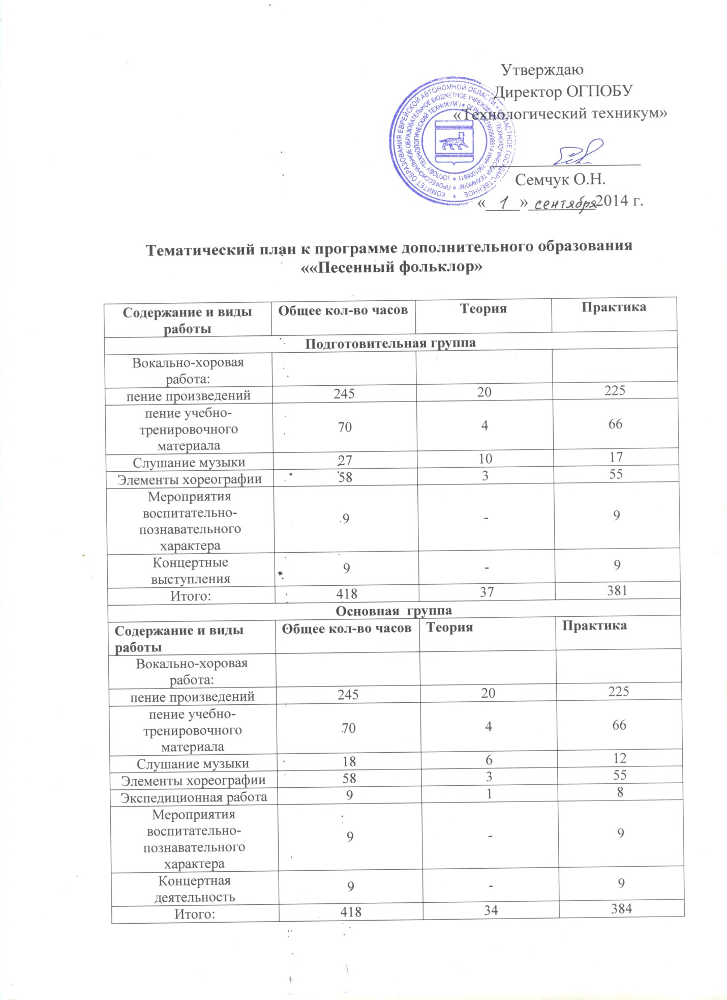 Утверждаю
Директор ОГПОБУ
«Технологический техникум»
КОМИТЕТ ОБРАЗОВАНИЯ ЕВРЕЙСКОЙ АВТОНОМНОЙ ОБЛАСТИ * ОБЛАСТНОЕ ГОСУДАРСТВЕННОЕ *
ПРОФЕССИОНАЛЬНОЕ ОБРАЗОВАТЕЛЬНОЕ БЮДЖЕТНОЕ УЧРЕЖДЕНИЕ "ТЕХНОЛОГИЧЕСКИЙ ТЕХНИКУМ" *
Семчук О.Н.
« 1 » сентября 2014 г.
Тематический план к программе дополнительного образования
««Песенный фольклор»
Содержание и виды Общее кол-во часов Теория Практика
работы
Подготовительная группа
Вокально-хоровая
работа:
пение произведений 245 20 225
пение учебно-
тренировочного 70 4 66
материала
Слушание музыки 27 10 17
Элементы хореографии 58 3 55
Мероприятия
воспитательно-
познавательного 9 - 9
характера
Концертные 9 - 9
выступления
Итого: 418 37 381
Основная группа
Содержание и виды Общее кол-во часов Теория Практика
работы
Вокально-хоровая
работа:
пение произведений 245 20 225
пение учебно-
тренировочного 70 4 66
материала
Слушание музыки 18 6 12
Элементы хореографии 58 3 55
Экспедиционная работа 9 1 8
Мероприятия
воспитательно- 9 - 9
познавательного
характера
Концертная 9 - 9
деятельность
Итого: 418 34 384